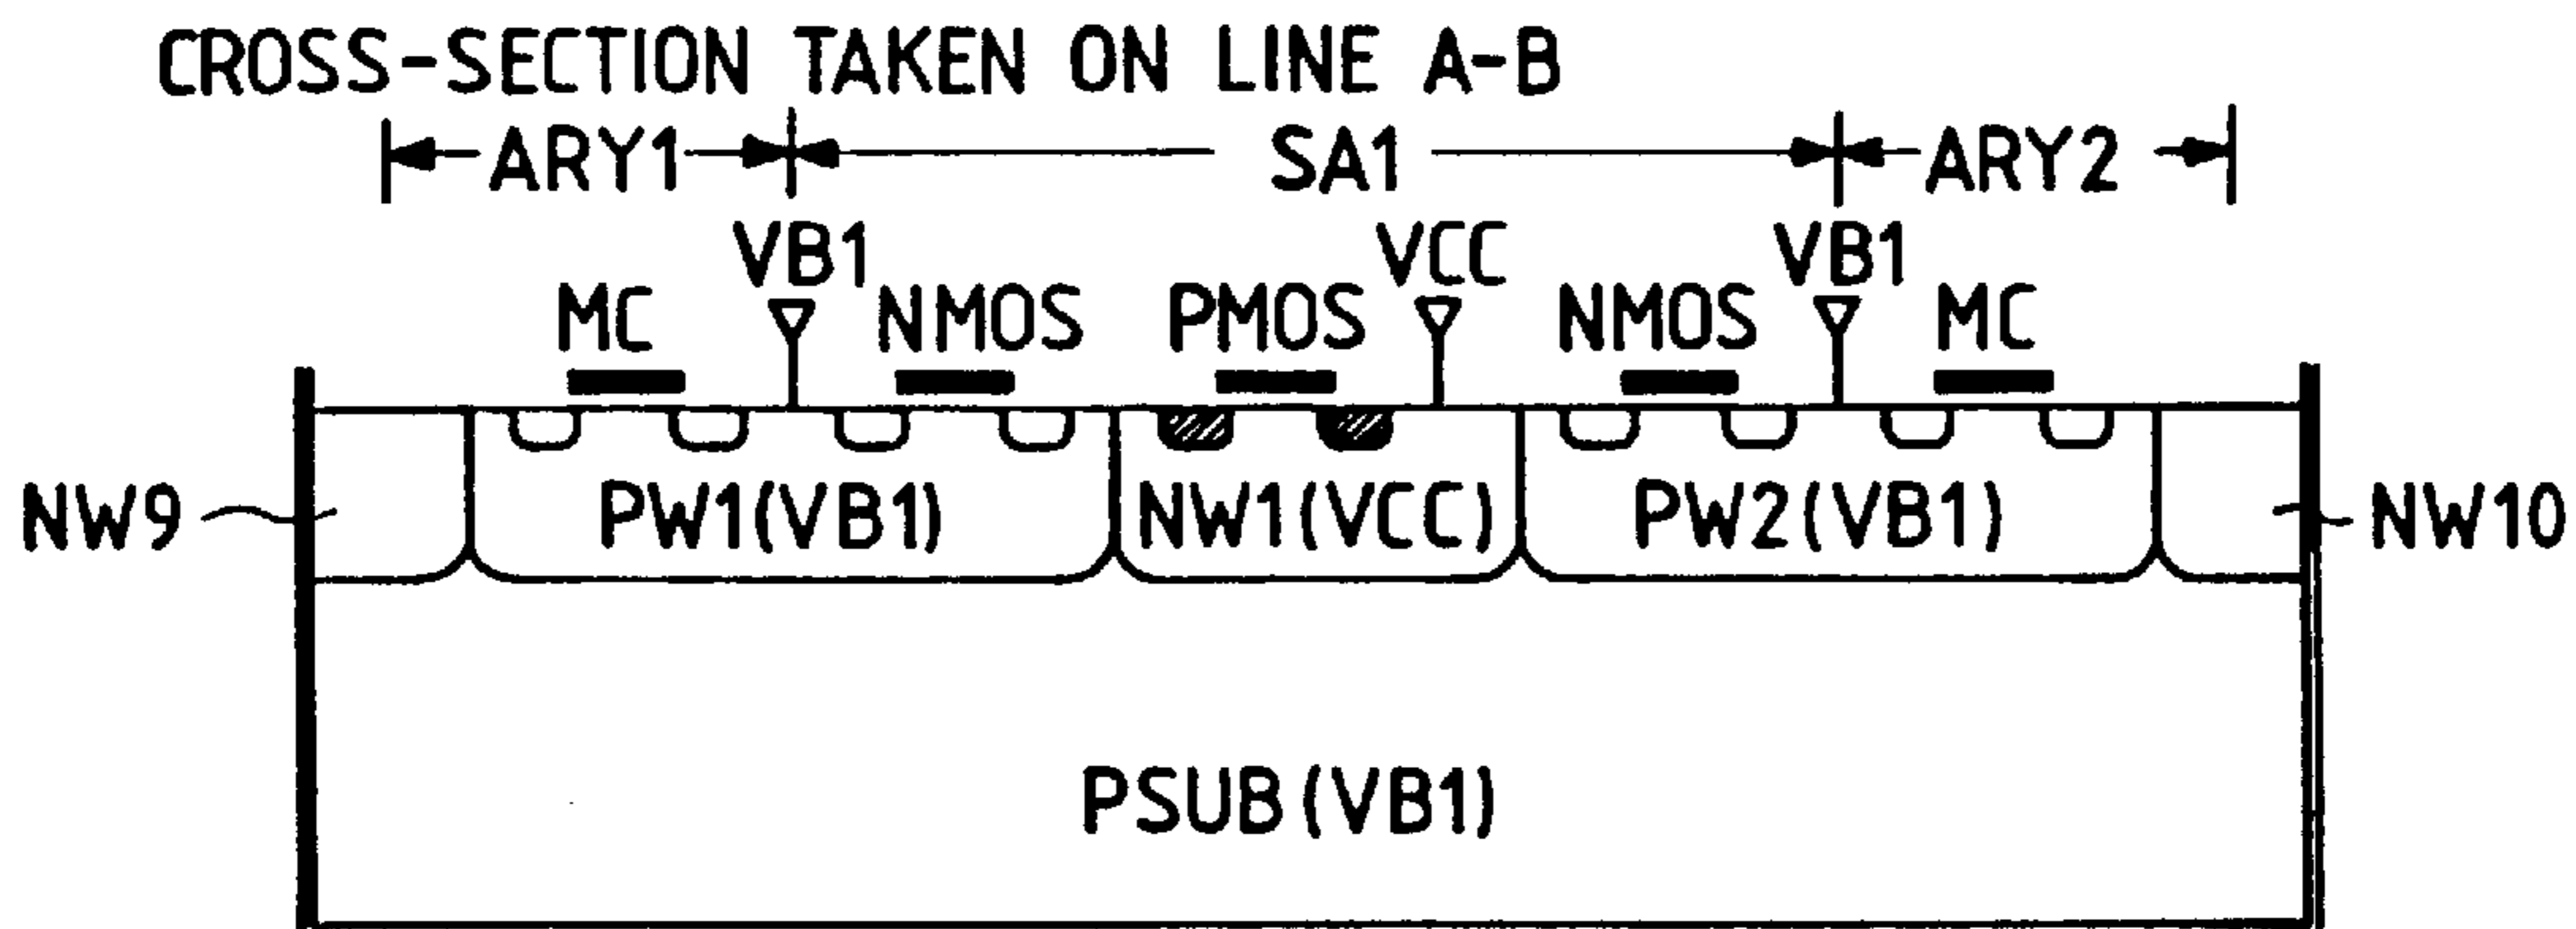 CROSS-SECTION TAKEN ON LINE A-B
ARY1 SA1 ARY2
VB1 VCC VB1
MC NMOS PMOS NMOS MC
NW9 PW1(VB1) NW1(VCC) PW2(VB1) NW10
PSUB(VB1)